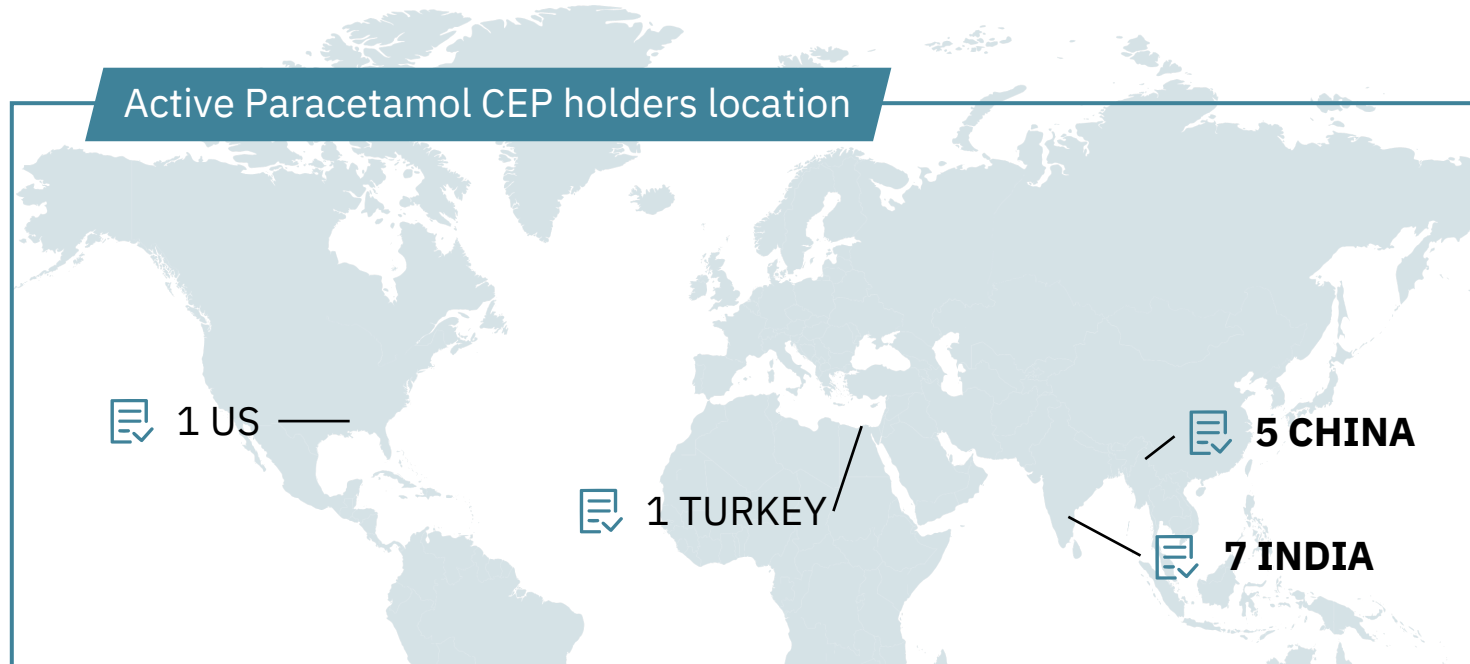 Active Paracetamol CEP holders location
1 US
5 CHINA
1 TURKEY
7 INDIA